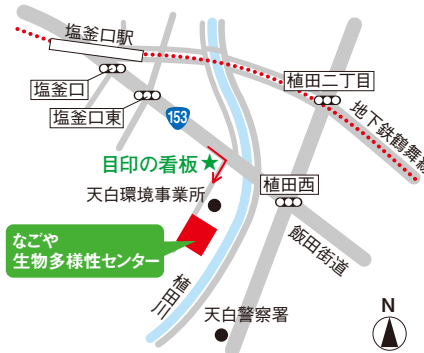 塩釜口駅
塩釜口
塩釜口東
153
植田二丁目
地下鉄鶴舞線
目印の看板★
天白環境事業所
植田西
飯田街道
なごや
生物多様性センター
植田川
天白警察署
N